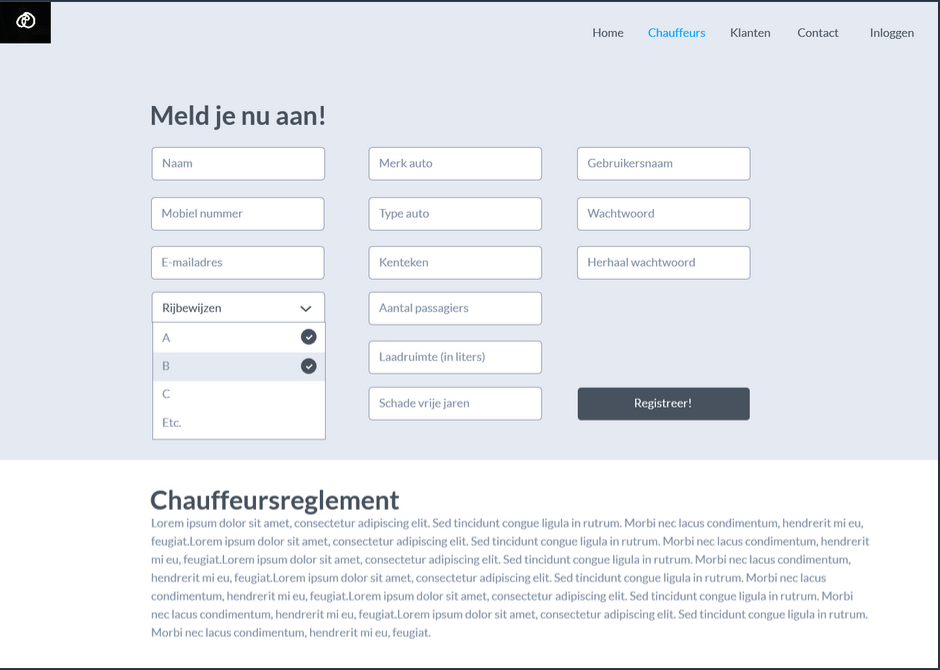 Home Chauffeurs Klanten Contact Inloggen
Meld je nu aan!
Naam
Merk auto
Gebruikersnaam
Mobiel nummer
Type auto
Wachtwoord
E-mailadres
Kenteken
Herhaal wachtwoord
Rijbewijzen
Aantal passagiers
A
B
Laadruimte (in liters)
C
Schade vrije jaren
Registreer!
Etc.
Chauffeursreglement
Lorem ipsum dolor sit amet, consectetur adipiscing elit. Sed tincidunt congue ligula in rutrum. Morbi nec lacus condimentum, hendrerit mi eu,
feugiat.Lorem ipsum dolor sit amet, consectetur adipiscing elit. Sed tincidunt congue ligula in rutrum. Morbi nec lacus condimentum, hendrerit
mi eu, feugiat.Lorem ipsum dolor sit amet, consectetur adipiscing elit. Sed tincidunt congue ligula in rutrum. Morbi nec lacus condimentum,
hendrerit mi eu, feugiat.Lorem ipsum dolor sit amet, consectetur adipiscing elit. Sed tincidunt congue ligula in rutrum. Morbi nec lacus
condimentum, hendrerit mi eu, feugiat.Lorem ipsum dolor sit amet, consectetur adipiscing elit. Sed tincidunt congue ligula in rutrum. Morbi
nec lacus condimentum, hendrerit mi eu, feugiat.Lorem ipsum dolor sit amet, consectetur adipiscing elit. Sed tincidunt congue ligula in rutrum.
Morbi nec lacus condimentum, hendrerit mi eu, feugiat.